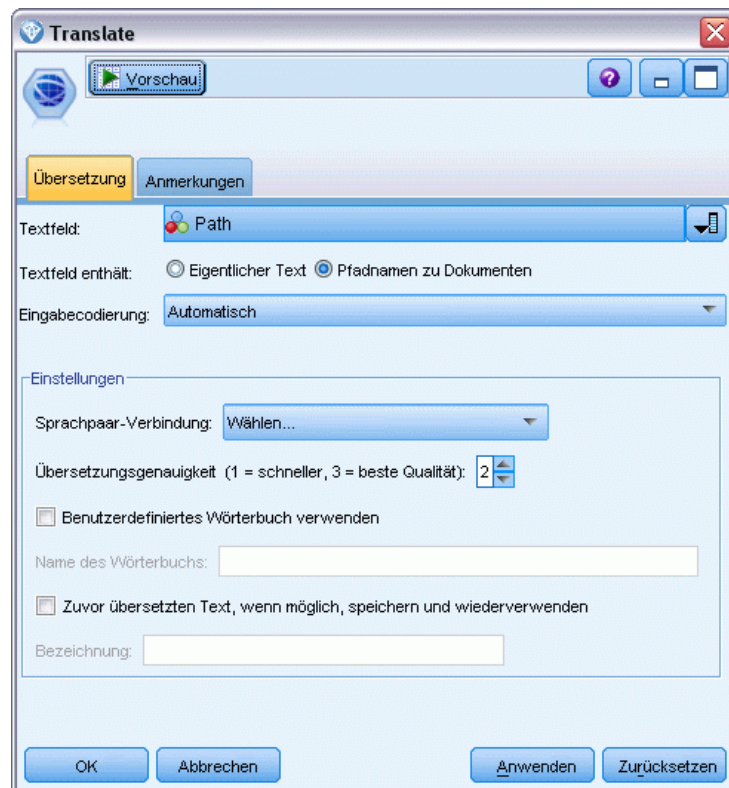 Translate
Vorschau
Übersetzung Anmerkungen
Textfeld: Path
Textfeld enthält: Eigentlicher Text Pfadnamen zu Dokumenten
Eingabecodierung: Automatisch
Einstellungen
Sprachpaar-Verbindung: Wählen...
Übersetzungsgenauigkeit (1 = schneller, 3 = beste Qualität): 2
Benutzerdefiniertes Wörterbuch verwenden
Name des Wörterbuchs:
Zuvor übersetzten Text, wenn möglich, speichern und wiederverwenden
Bezeichnung:
OK Abbrechen Anwenden Zurücksetzen